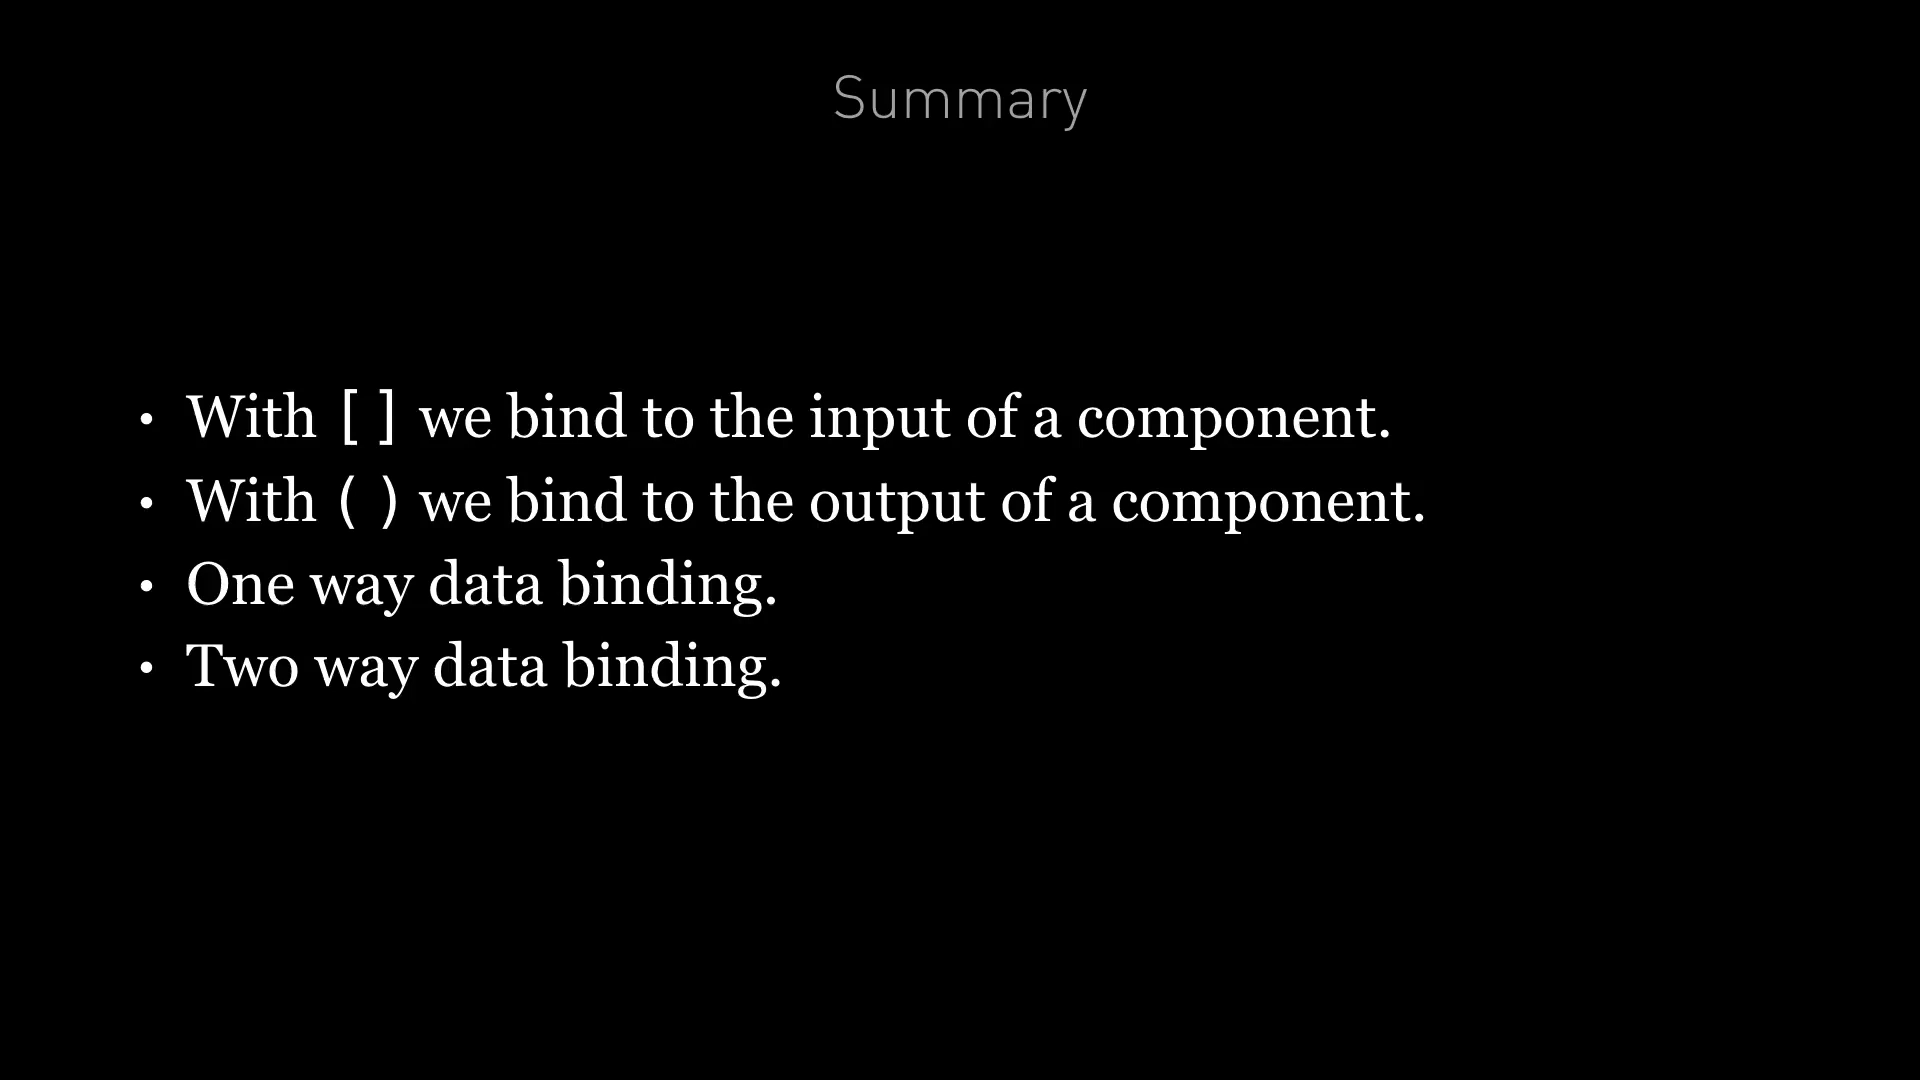 Summary
• With [] we bind to the input of a component.
• With () we bind to the output of a component.
• One way data binding.
• Two way data binding.